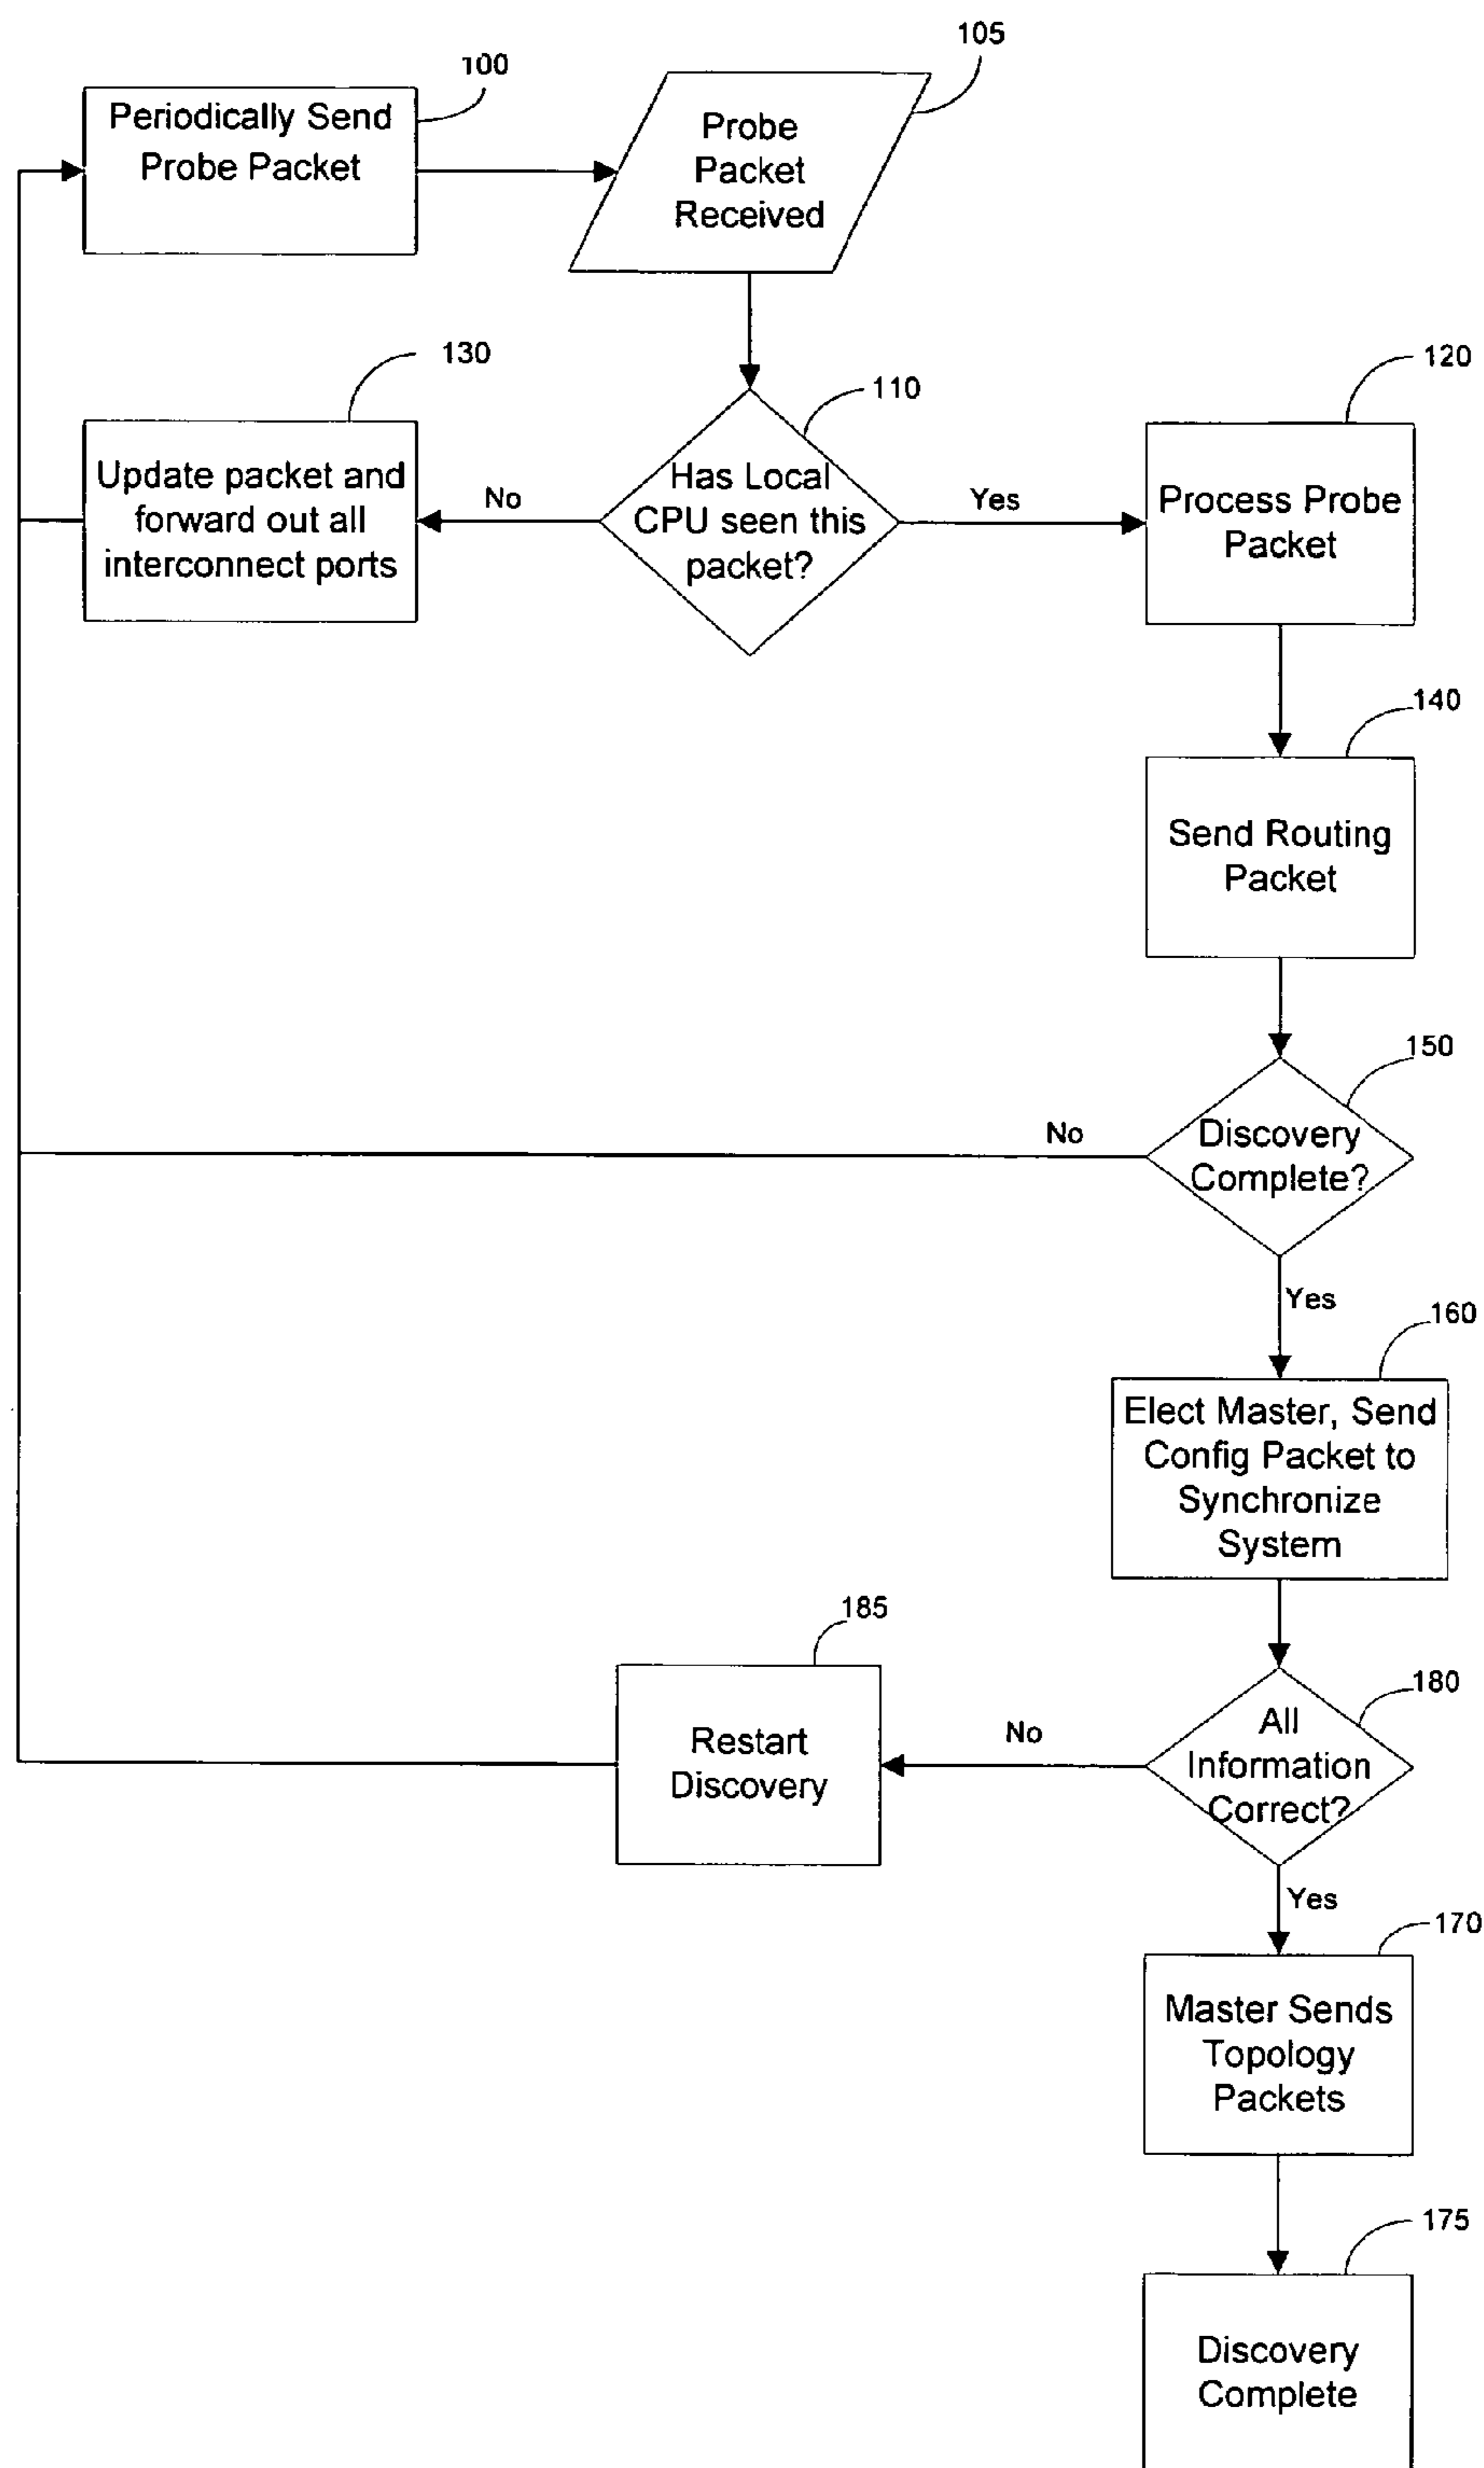 100
105
Periodically Send
Probe Packet
Probe
Packet
Received
130
110
120
Update packet and
forward out all
interconnect ports
No
Has Local
CPU seen this
packet?
Yes
Process Probe
Packet
140
Send Routing
Packet
150
No
Discovery
Complete?
Yes
160
Elect Master, Send
Config Packet to
Synchronize
System
185
180
Restart
Discovery
No
All
Information
Correct?
Yes
170
Master Sends
Topology
Packets
175
Discovery
Complete